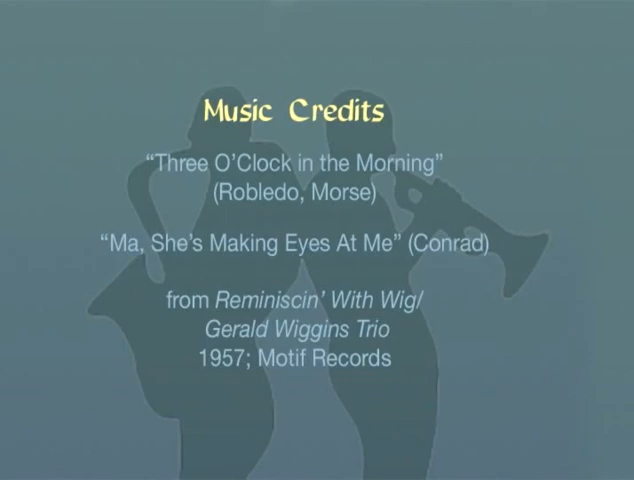 Music Credits
“Three O’Clock in the Morning”
(Robledo, Morse)
“Ma, She’s Making Eyes At Me” (Conrad)
from Reminiscin’ With Wig/
Gerald Wiggins Trio
1957; Motif Records